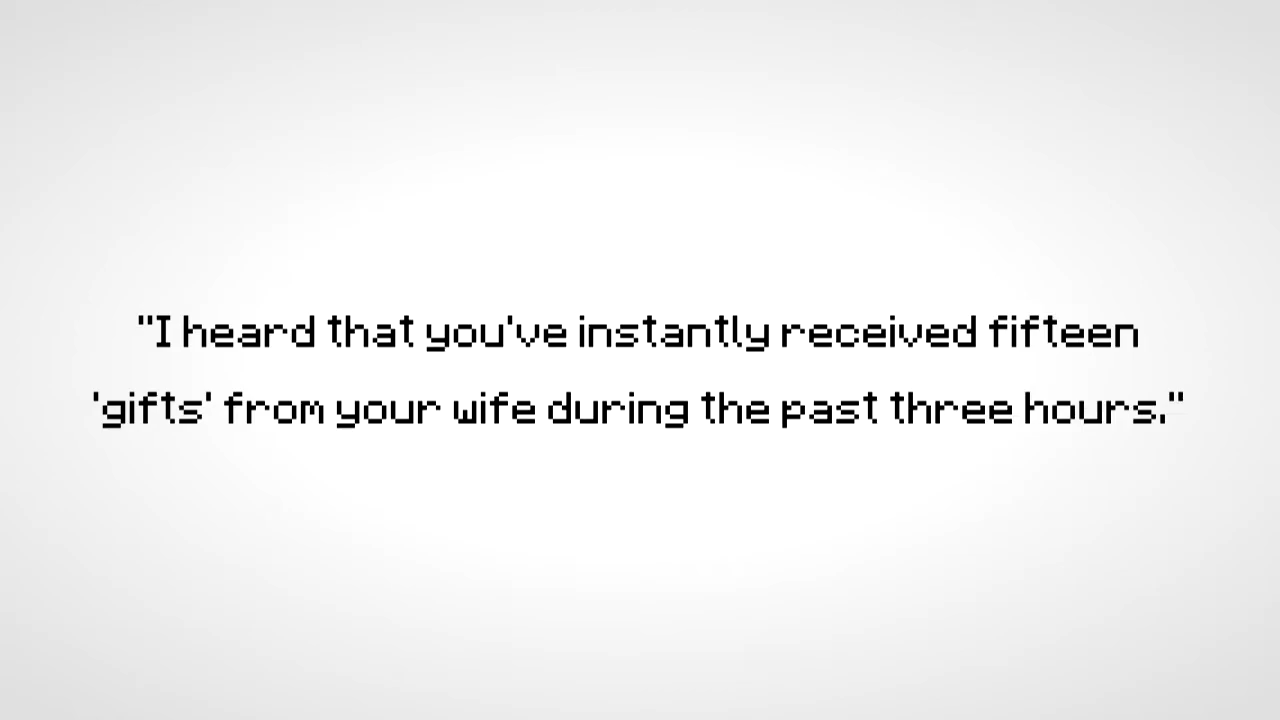 "I heard that you've instantly received fifteen
'gifts' from your wife during the past three hours."